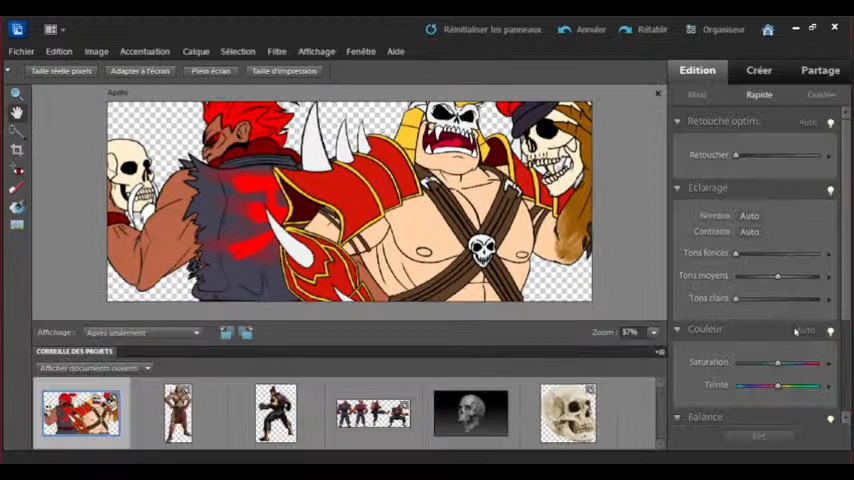 Réinitialiser les panneaux Annuler Rétablir Organiseur
Fichier Edition Image Accentuation Calque Sélection Filtre Affichage Fenêtre Aide
Taille réelle pixels Adapter à l'écran Plein écran Taille d'impression
Edition Créer Partage
Après
Rapide
Retouche optim. Auto
Retoucher
Eclairage
Niveaux Auto
Contraste Auto
Tons foncés
Tons moyens
Tons clairs
Couleur Auto
Saturation
Teinte
Balance
Affichage : Après seulement Zoom : 57%
CORBEILLE DES PROJETS
Afficher documents ouverts